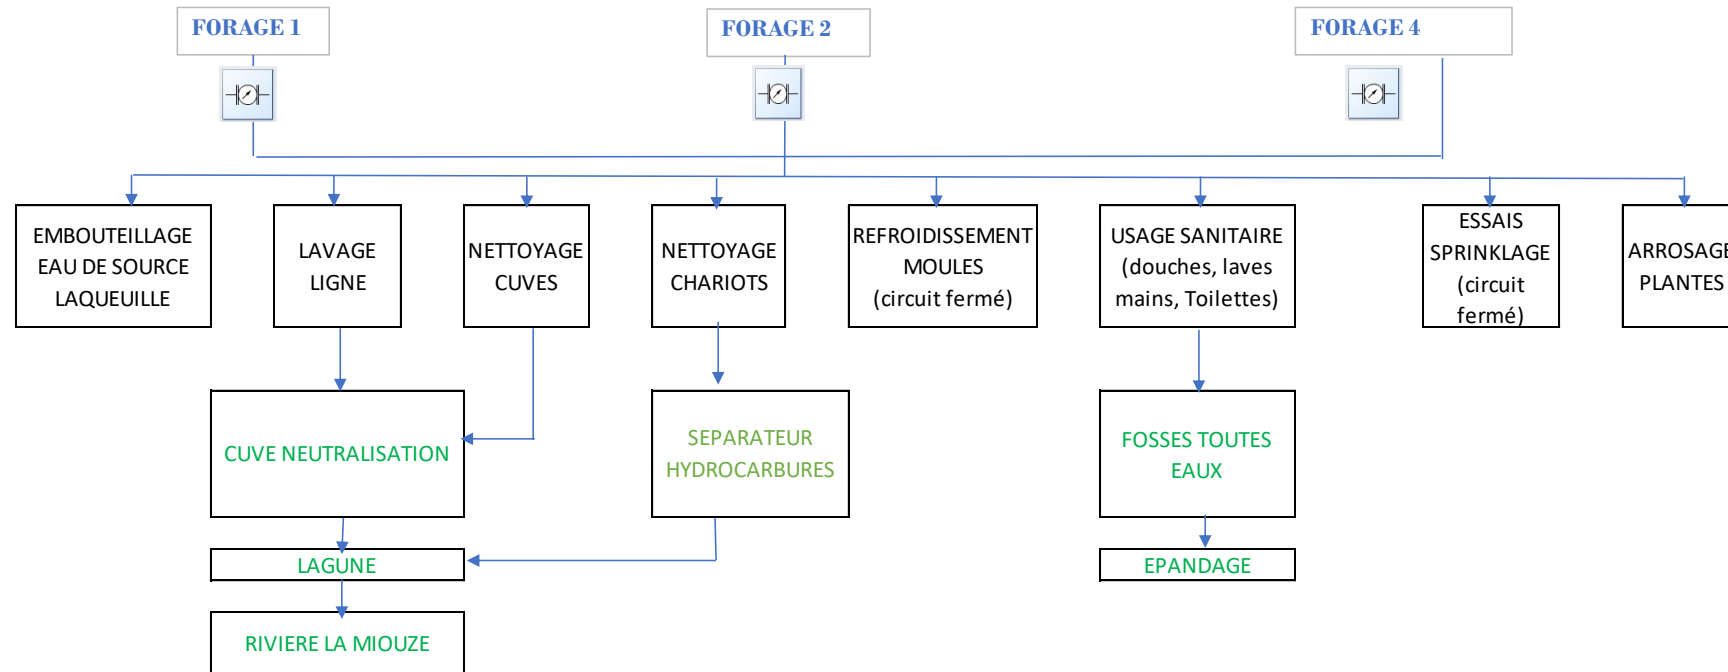 FORAGE 1
FORAGE 2
FORAGE 4
EMBOUTEILLAGE
EAU DE SOURCE
LAQUEUILLE
LAVAGE
LIGNE
NETTOYAGE
CUVES
NETTOYAGE
CHARIOTS
REFROIDISSEMENT
MOULES
(circuit fermé)
USAGE SANITAIRE
(douches, laves
mains, Toilettes)
ESSAIS
SPRINKLAGE
(circuit
fermé)
ARROSAGE
PLANTES
CUVE NEUTRALISATION
SEPARATEUR
HYDROCARBURES
FOSSES TOUTES
EAUX
LAGUNE
EPANDAGE
RIVIERE LA MIOUZE